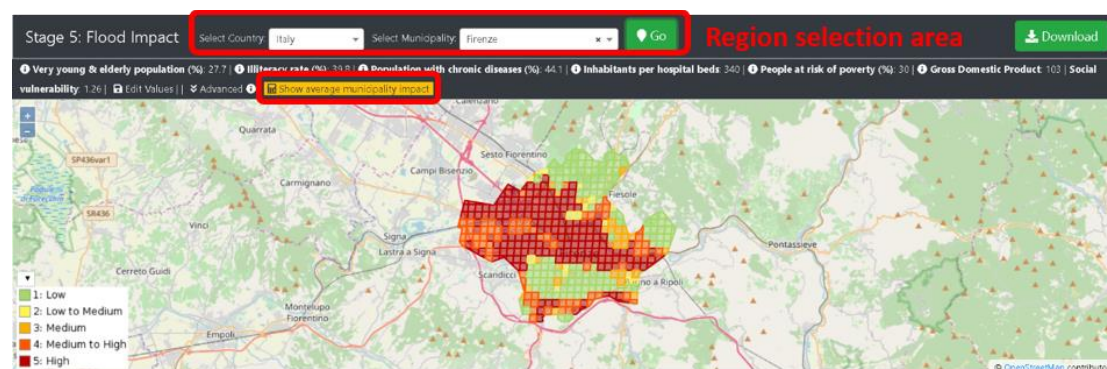 Stage 5: Flood Impact Select Country: Italy Select Municipality: Firenze × Go Region selection area Download
Very young & elderly population (%): 27.7 | Illiteracy rate (%): 39.8 | Population with chronic diseases (%): 44.1 | Inhabitants per hospital beds: 340 | People at risk of poverty (%): 30 | Gross Domestic Product: 103 | Social
vulnerability: 1.26 | Edit Values | | Advanced Show average municipality impact
+
−
Calenzano
Quarrata
SP436var1
Sesto Fiorentino
Campi Bisenzio
Carmignano
Fiesole
SR436
Vinci
Signa
Lastra a Signa
Pontassieve
Cerreto Guidi
Scandicci
no a Ripoli
Montelupo
Fiorentino
Empoli
1: Low
2: Low to Medium
3: Medium
4: Medium to High
5: High
© OpenStreetMap contributo